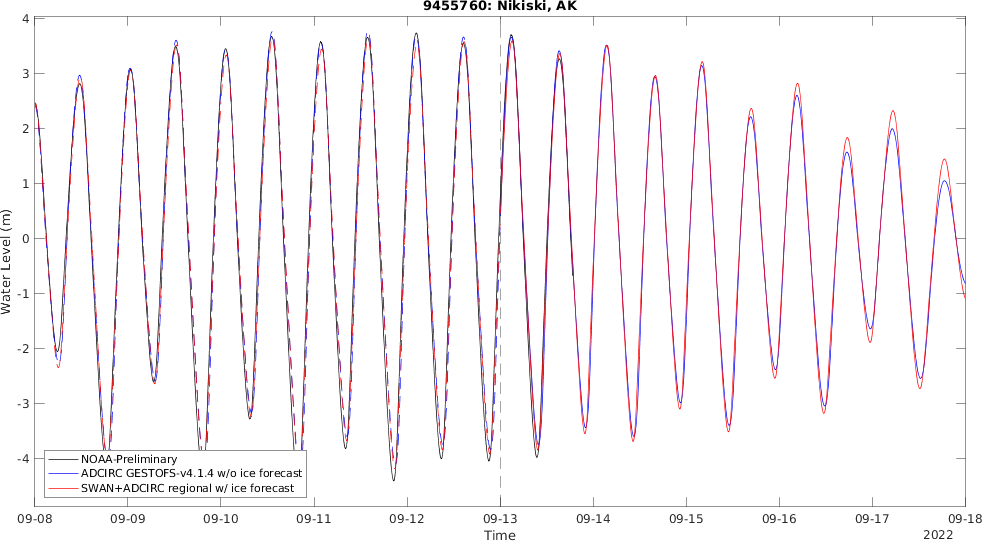 9455760: Nikiski, AK
4
3
2
1
0
-1
-2
-3
-4
Water Level (m)
NOAA-Preliminary
ADCIRC GESTOFS-v4.1.4 w/o ice forecast
SWAN+ADCIRC regional w/ ice forecast
09-08 09-09 09-10 09-11 09-12 09-13 09-14 09-15 09-16 09-17 09-18
Time
2022